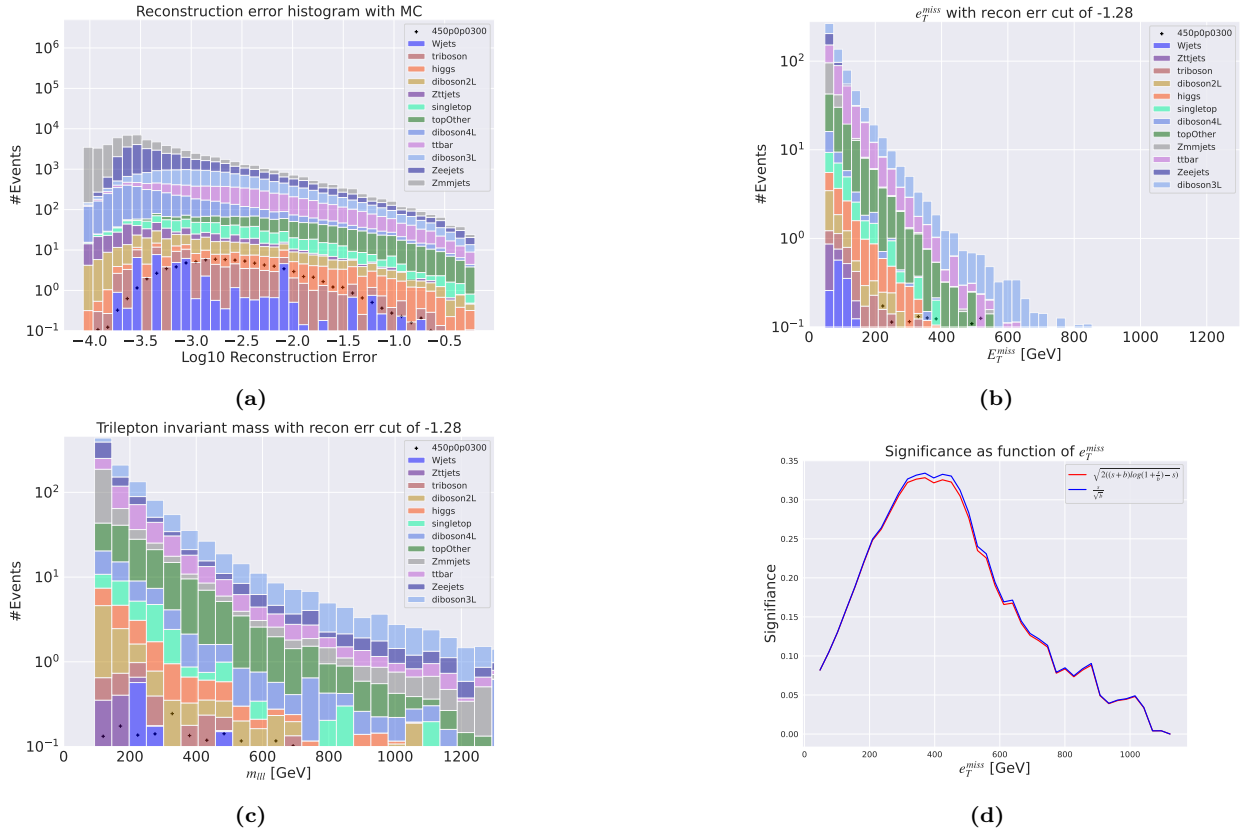 Reconstruction error histogram with MC
#Events
10^6
10^5
10^4
10^3
10^2
10^1
10^0
10^{-1}
450p0p0300
Wjets
triboson
higgs
diboson2L
Zttjets
singletop
topOther
diboson4L
ttbar
diboson3L
Zeejets
Zmmjets
−4.0 −3.5 −3.0 −2.5 −2.0 −1.5 −1.0 −0.5
Log10 Reconstruction Error
(a)
e_T^{miss} with recon err cut of -1.28
#Events
10^2
10^1
10^0
10^{-1}
450p0p0300
Wjets
Zttjets
triboson
diboson2L
higgs
singletop
diboson4L
topOther
Zmmjets
ttbar
Zeejets
diboson3L
0 200 400 600 800 1000 1200
E_T^{miss} [GeV]
(b)
Trilepton invariant mass with recon err cut of -1.28
#Events
10^2
10^1
10^0
10^{-1}
450p0p0300
Wjets
Zttjets
triboson
diboson2L
higgs
singletop
diboson4L
topOther
Zmmjets
ttbar
Zeejets
diboson3L
0 200 400 600 800 1000 1200
m_{lll} [GeV]
(c)
Significance as function of e_T^{miss}
Signifiance
0.35
0.30
0.25
0.20
0.15
0.10
0.05
0.00
\sqrt{2((s+b)log(1+\frac{s}{b})−s)}
\frac{s}{\sqrt{b}}
0 200 400 600 800 1000
e_T^{miss} [GeV]
(d)